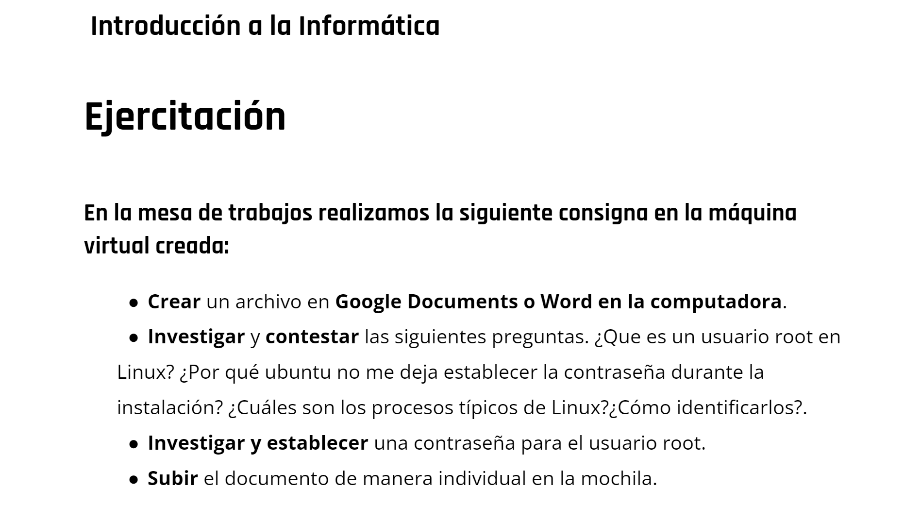 Introducción a la Informática
Ejercitación
En la mesa de trabajos realizamos la siguiente consigna en la máquina
virtual creada:
● Crear un archivo en Google Documents o Word en la computadora.
● Investigar y contestar las siguientes preguntas. ¿Que es un usuario root en
Linux? ¿Por qué ubuntu no me deja establecer la contraseña durante la
instalación? ¿Cuáles son los procesos típicos de Linux?¿Cómo identificarlos?.
● Investigar y establecer una contraseña para el usuario root.
● Subir el documento de manera individual en la mochila.